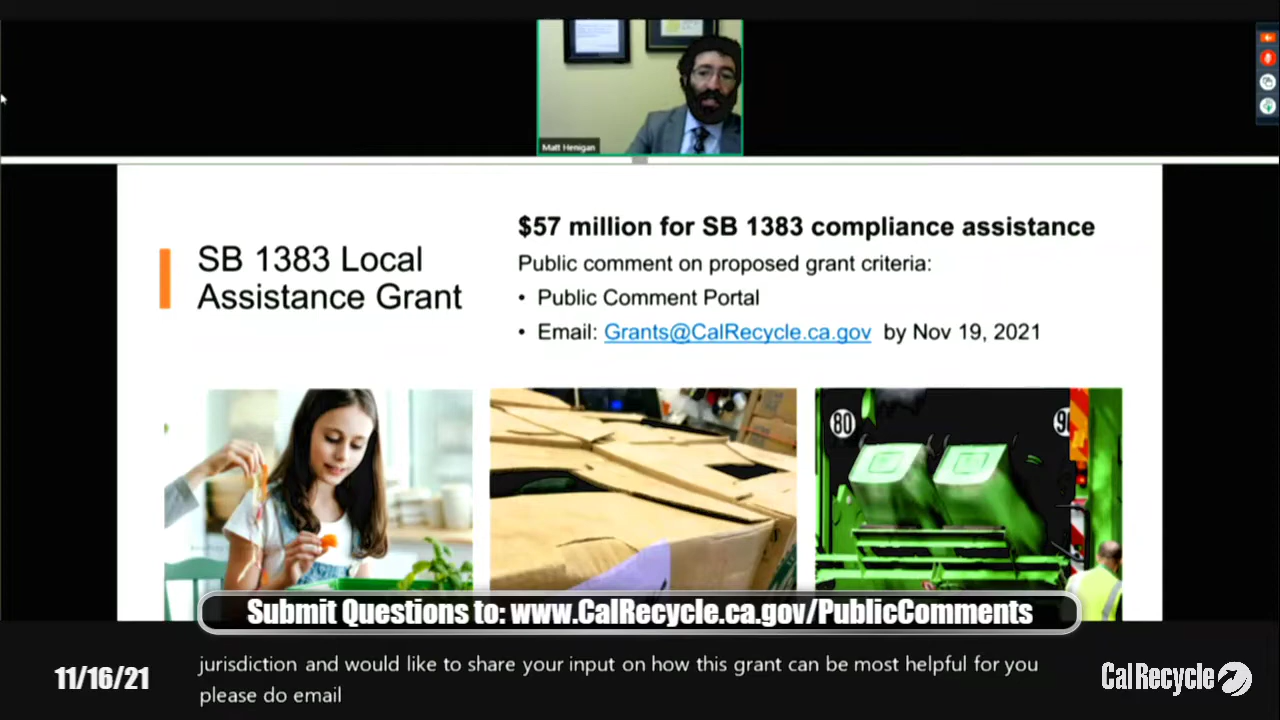 Matt Henigan
$57 million for SB 1383 compliance assistance
SB 1383 Local
Assistance Grant
Public comment on proposed grant criteria:
• Public Comment Portal
• Email: Grants@CalRecycle.ca.gov by Nov 19, 2021
80
Submit Questions to: www.CalRecycle.ca.gov/PublicComments
jurisdiction and would like to share your input on how this grant can be most helpful for you
please do email
11/16/21
CalRecycle